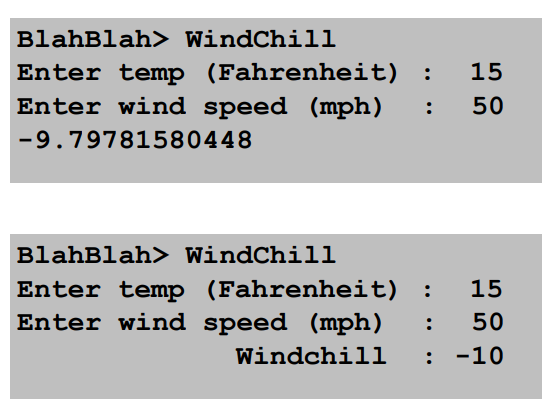 BlahBlah> WindChill
Enter temp (Fahrenheit) :  15
Enter wind speed (mph)  :  50
-9.79781580448
BlahBlah> WindChill
Enter temp (Fahrenheit) :  15
Enter wind speed (mph)  :  50
             Windchill  : -10